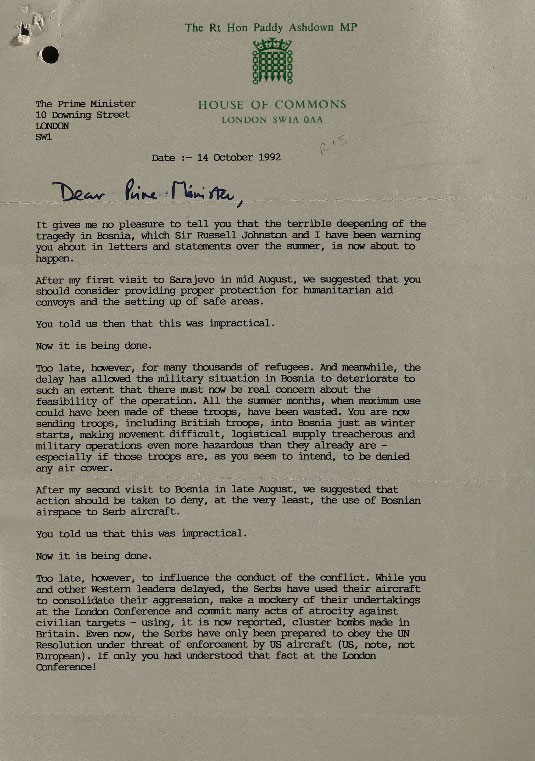 The Rt Hon Paddy Ashdown MP
HOUSE OF COMMONS
LONDON SW1A 0AA
The Prime Minister
10 Downing Street
LONDON
SW1
Date :- 14 October 1992
Dear Prime Minister,
It gives me no pleasure to tell you that the terrible deepening of the
tragedy in Bosnia, which Sir Russell Johnston and I have been warning
you about in letters and statements over the summer, is now about to
happen.
After my first visit to Sarajevo in mid August, we suggested that you
should consider providing proper protection for humanitarian aid
convoys and the setting up of safe areas.
You told us then that this was impractical.
Now it is being done.
Too late, however, for many thousands of refugees. And meanwhile, the
delay has allowed the military situation in Bosnia to deteriorate to
such an extent that there must now be real concern about the
feasibility of the operation. All the summer months, when maximum use
could have been made of these troops, have been wasted. You are now
sending troops, including British troops, into Bosnia just as winter
starts, making movement difficult, logistical supply treacherous and
military operations even more hazardous than they already are -
especially if those troops are, as you seem to intend, to be denied
any air cover.
After my second visit to Bosnia in late August, we suggested that
action should be taken to deny, at the very least, the use of Bosnian
airspace to Serb aircraft.
You told us that this was impractical.
Now it is being done.
Too late, however, to influence the conduct of the conflict. While you
and other Western leaders delayed, the Serbs have used their aircraft
to consolidate their aggression, make a mockery of their undertakings
at the London Conference and commit many acts of atrocity against
civilian targets - using, it is now reported, cluster bombs made in
Britain. Even now, the Serbs have only been prepared to obey the UN
Resolution under threat of enforcement by US aircraft (US, note, not
European). If only you had understood that fact at the London
Conference!